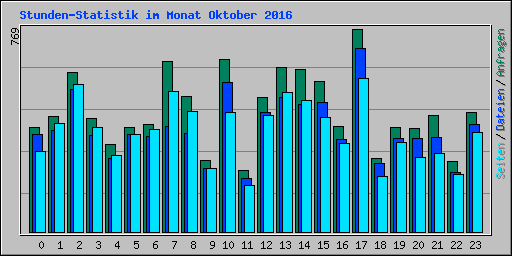 Stunden-Statistik im Monat Oktober 2016
769
Seiten / Dateien / Anfragen
0 1 2 3 4 5 6 7 8 9 10 11 12 13 14 15 16 17 18 19 20 21 22 23